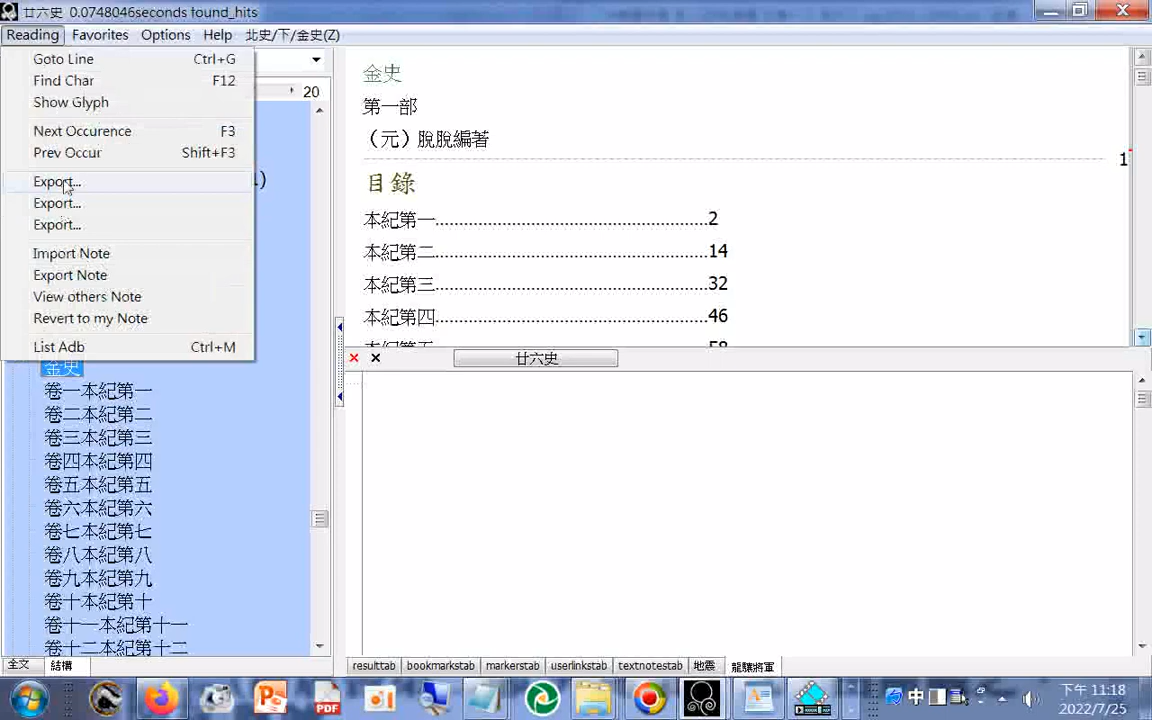 廿六史 0.0748046seconds found_hits
Reading Favorites Options Help 北史/下/金史(Z)
Goto Line Ctrl+G
Find Char F12
Show Glyph
Next Occurence F3
Prev Occur Shift+F3
Export...
Export...
Export...
Import Note
Export Note
View others Note
Revert to my Note
List Adb Ctrl+M
20
金史
卷一本紀第一
卷二本紀第二
卷三本紀第三
卷四本紀第四
卷五本紀第五
卷六本紀第六
卷七本紀第七
卷八本紀第八
卷九本紀第九
卷十本紀第十
卷十一本紀第十一
卷十二本紀第十二
全文 結構
金史
第一部
（元）脫脫編著
1
目錄
本紀第一..................................................2
本紀第二..................................................14
本紀第三..................................................32
本紀第四..................................................46
廿六史
resulttab bookmarkstab markerstab userlinkstab textnotestab 地震 龍驤將軍
中
下午 11:18
2022/7/25